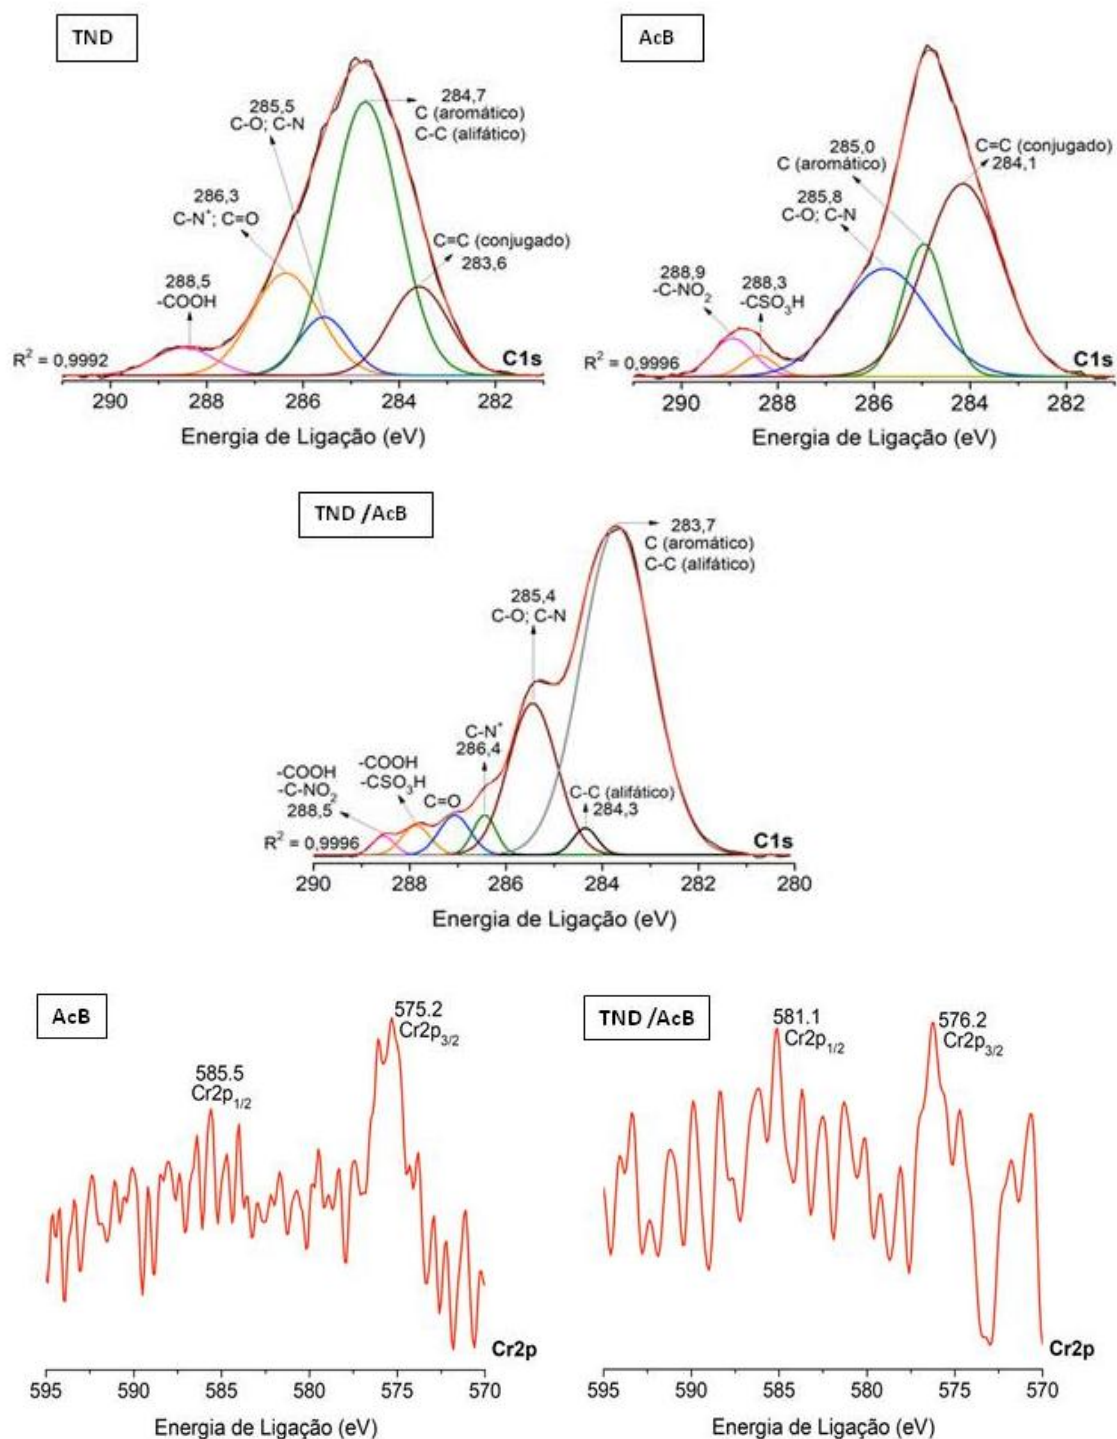 TND
284,7
C (aromático)
C-C (alifático)
285,5
C-O; C-N
286,3
C-N⁺; C=O
C=C (conjugado)
283,6
288,5
-COOH
R² = 0,9992
C1s
290 288 286 284 282
Energia de Ligação (eV)
AcB
285,0
C (aromático)
C=C (conjugado)
284,1
285,8
C-O; C-N
288,9
-C-NO₂
288,3
-CSO₃H
R² = 0,9996
C1s
290 288 286 284 282
Energia de Ligação (eV)
TND /AcB
283,7
C (aromático)
C-C (alifático)
285,4
C-O; C-N
C-N⁺
286,4
-COOH
-CSO₃H
C=O
-COOH
-C-NO₂
288,5
C-C (alifático)
284,3
R² = 0,9996
C1s
290 288 286 284 282 280
Energia de Ligação (eV)
AcB
575.2
Cr2p₃/₂
585.5
Cr2p₁/₂
Cr2p
595 590 585 580 575 570
Energia de Ligação (eV)
TND /AcB
581.1
Cr2p₁/₂
576.2
Cr2p₃/₂
Cr2p
595 590 585 580 575 570
Energia de Ligação (eV)